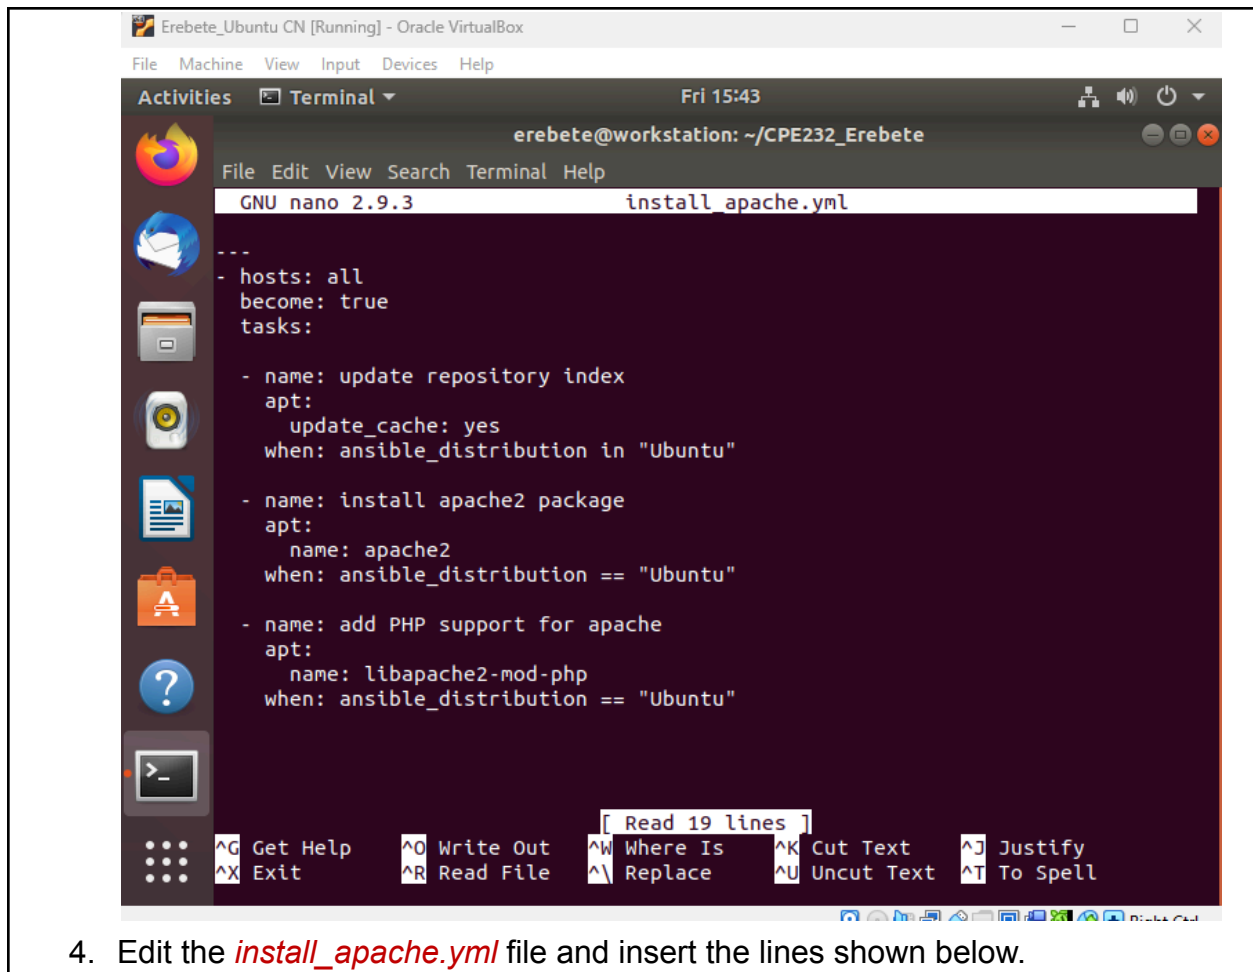 Erebete_Ubuntu CN [Running] - Oracle VirtualBox
File Machine View Input Devices Help
Activities Terminal Fri 15:43
erebete@workstation: ~/CPE232_Erebete
File Edit View Search Terminal Help
GNU nano 2.9.3 install_apache.yml
---
- hosts: all
become: true
tasks:
- name: update repository index
apt:
update_cache: yes
when: ansible_distribution in "Ubuntu"
- name: install apache2 package
apt:
name: apache2
when: ansible_distribution == "Ubuntu"
- name: add PHP support for apache
apt:
name: libapache2-mod-php
when: ansible_distribution == "Ubuntu"
[ Read 19 lines ]
^G Get Help ^O Write Out ^W Where Is ^K Cut Text ^J Justify
^X Exit ^R Read File ^\ Replace ^U Uncut Text ^T To Spell
Right Ctrl
4. Edit the install_apache.yml file and insert the lines shown below.